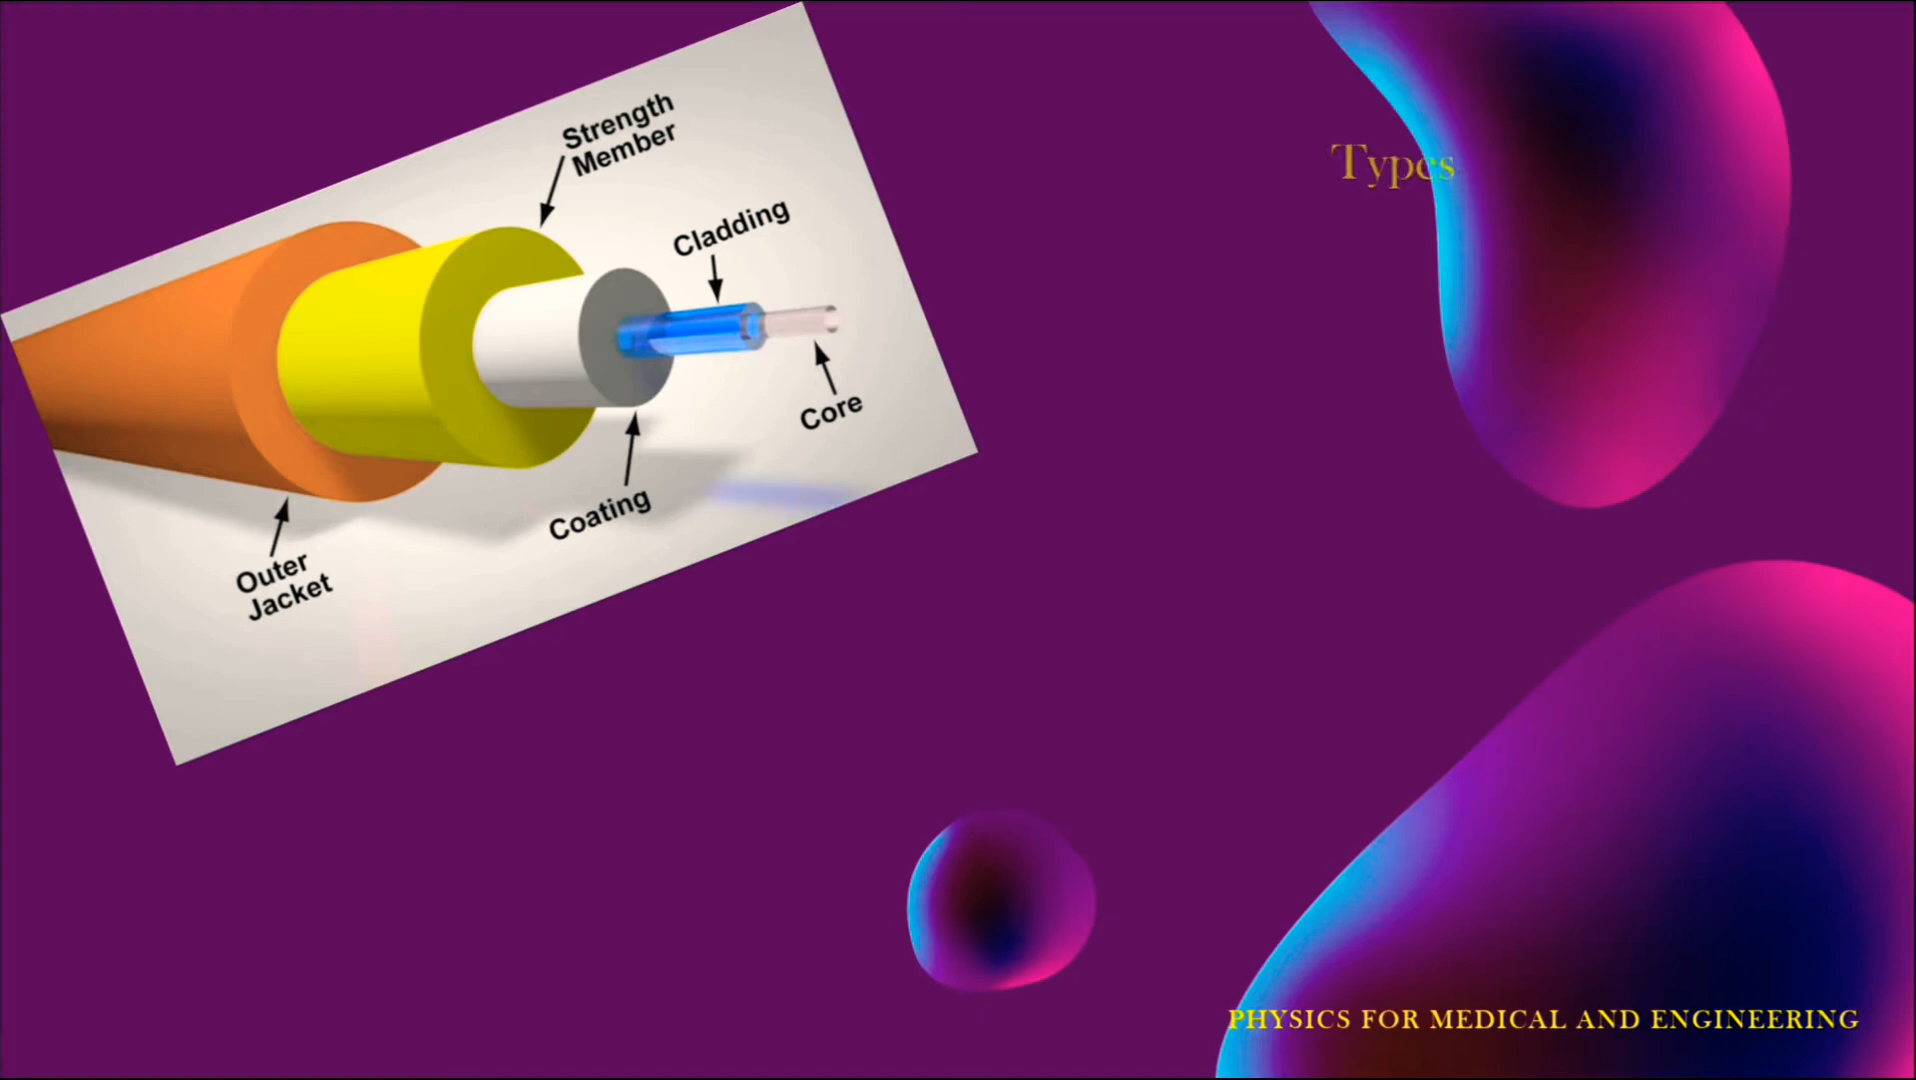 Strength
Member
Cladding
Core
Coating
Outer
Jacket
Types
PHYSICS FOR MEDICAL AND ENGINEERING